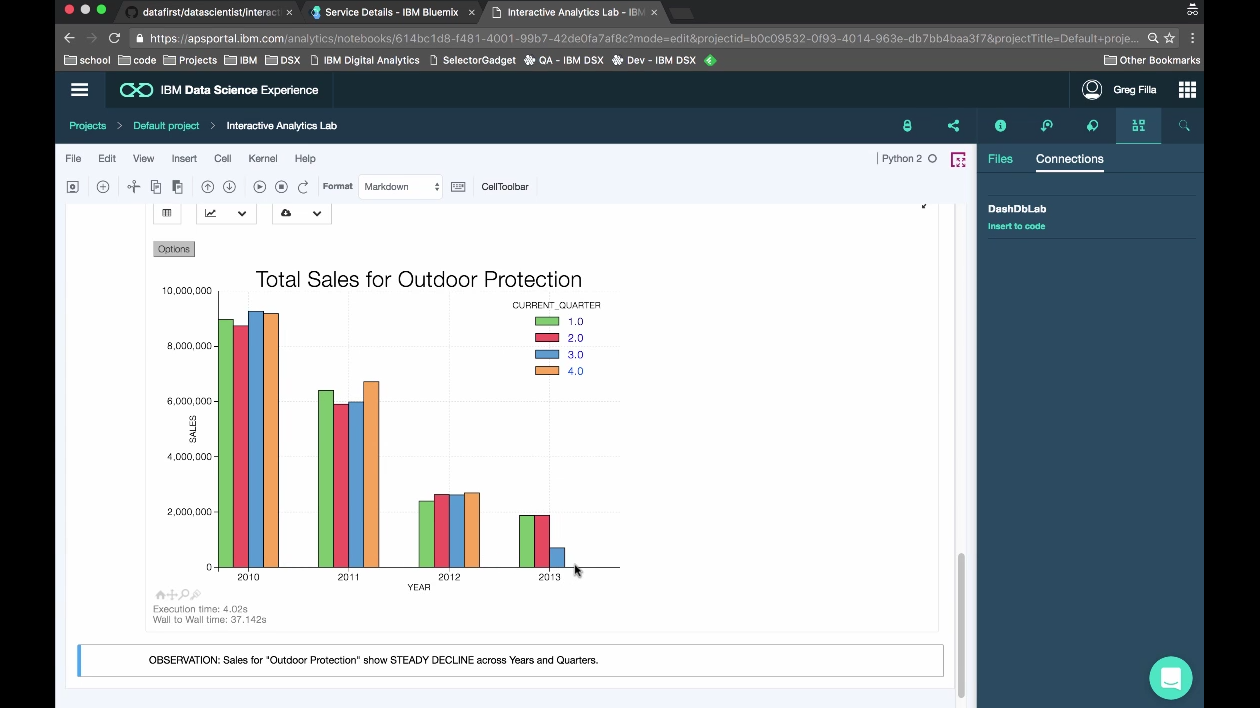 datafirst/datascientist/interacti
Service Details - IBM Bluemix
Interactive Analytics Lab - IBM
https://apsportal.ibm.com/analytics/notebooks/614bc1d8-f481-4001-99b7-42de0fa7af8c?mode=edit&projectid=b0c09532-0f93-4014-963e-db7bb4baa3f7&projectTitle=Default+proje...
school code Projects IBM DSX IBM Digital Analytics SelectorGadget QA - IBM DSX Dev - IBM DSX Other Bookmarks
IBM Data Science Experience
Greg Filla
Projects > Default project > Interactive Analytics Lab
File Edit View Insert Cell Kernel Help
Python 2
Files Connections
Format Markdown CellToolbar
DashDbLab
Insert to code
Options
Total Sales for Outdoor Protection
CURRENT_QUARTER
1.0
2.0
3.0
4.0
10,000,000
8,000,000
6,000,000
4,000,000
2,000,000
0
SALES
2010 2011 2012 2013
YEAR
Execution time: 4.02s
Wall to Wall time: 37.142s
OBSERVATION: Sales for "Outdoor Protection" show STEADY DECLINE across Years and Quarters.